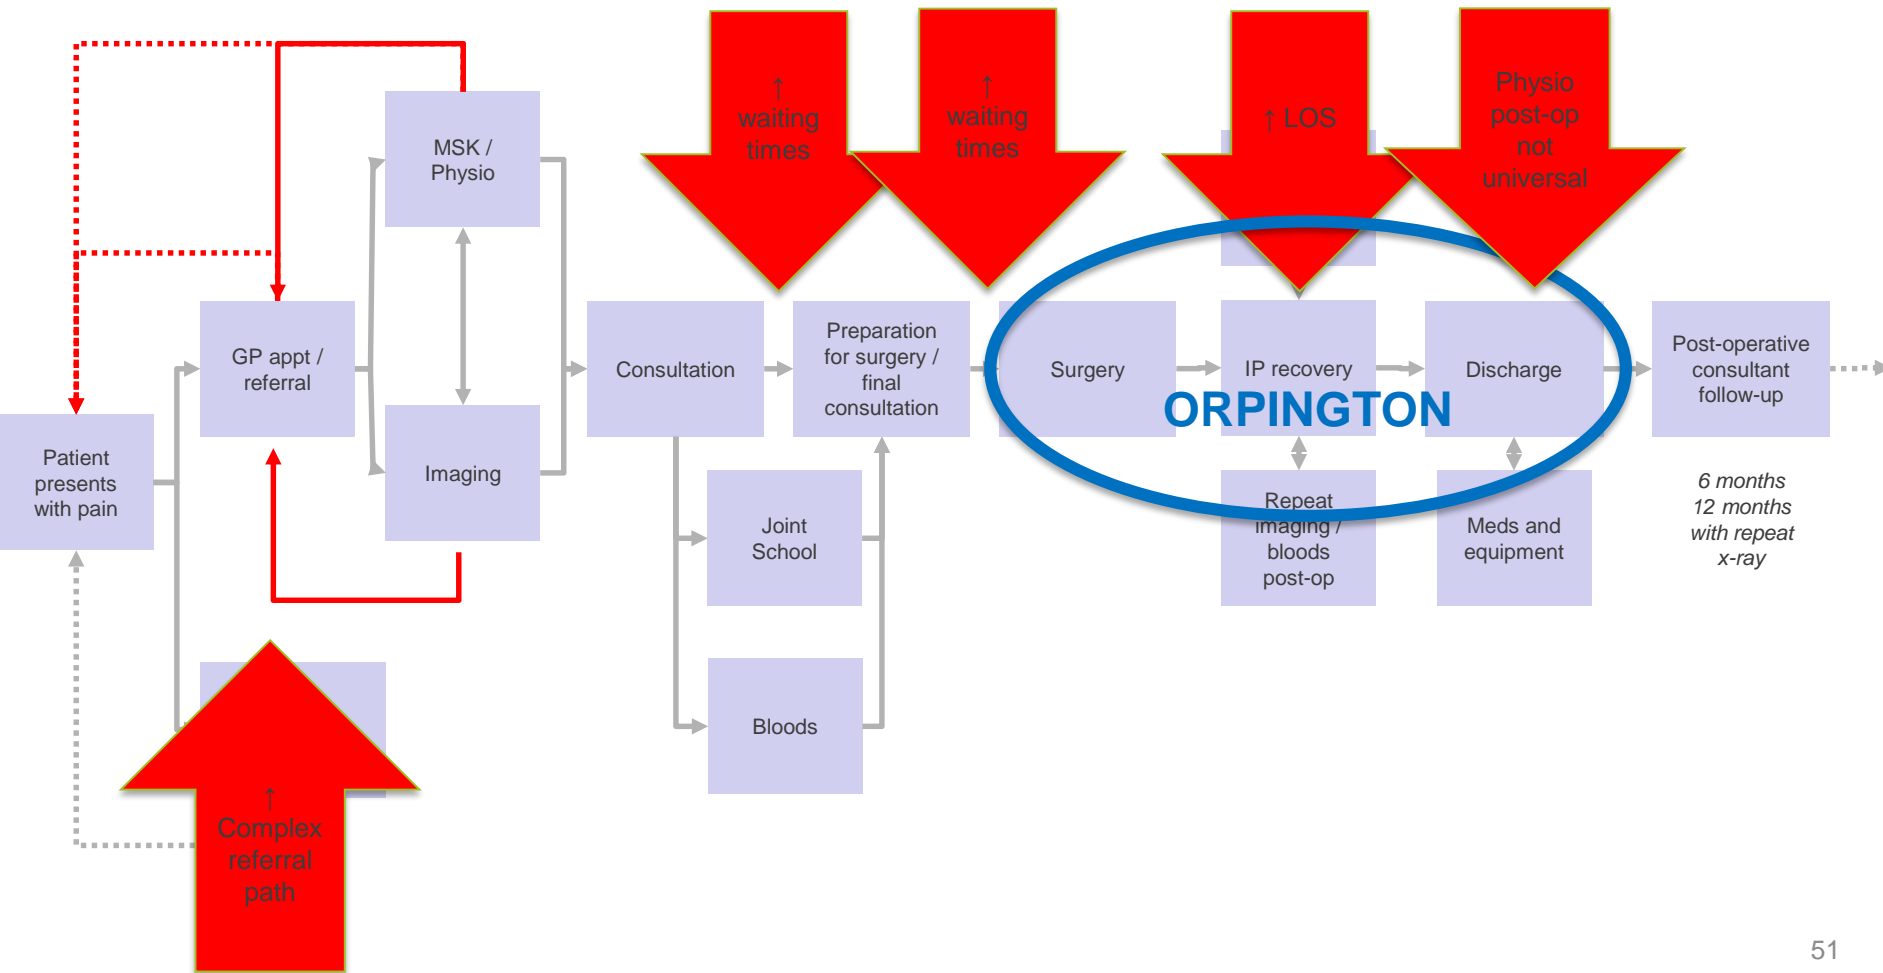 ↑
waiting
times
↑
waiting
times
↑ LOS
Physio
post-op
not
universal
MSK /
Physio
GP appt /
referral
Imaging
Patient
presents
with pain
Consultation
Preparation
for surgery /
final
consultation
Surgery
IP recovery
Discharge
ORPINGTON
Post-operative
consultant
follow-up
6 months
12 months
with repeat
x-ray
Joint
School
Bloods
Repeat
imaging /
bloods
post-op
Meds and
equipment
↑
Complex
referral
path
51